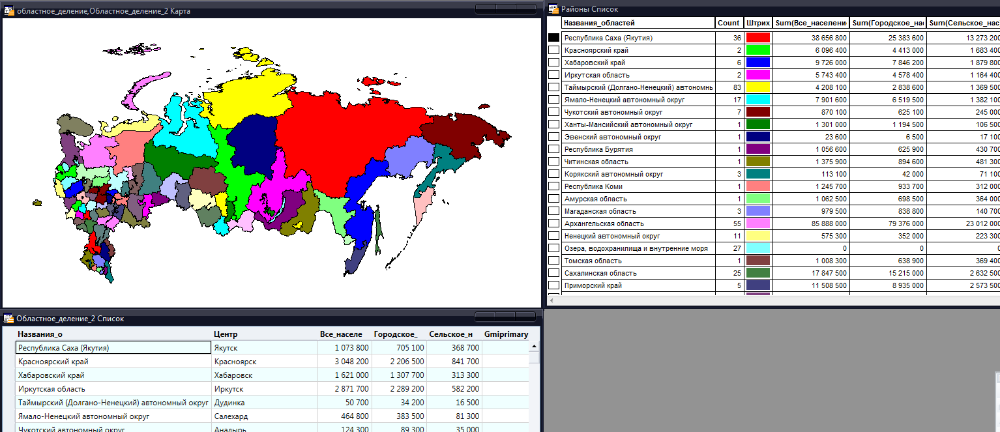 областное_деление,Областное_деление_2 Карта
Районы Список
Названия_областей Count Штрих Sum(Все_населени Sum(Городское_на Sum(Сельское_нас
Республика Саха (Якутия) 36 38 656 800 25 383 600 13 273 200
Красноярский край 2 6 096 400 4 413 000 1 683 400
Хабаровский край 6 9 726 000 7 846 200 1 879 800
Иркутская область 2 5 743 400 4 578 400 1 164 400
Таймырский (Долгано-Ненецкий) автономнь 83 4 208 100 2 838 600 1 369 500
Ямало-Ненецкий автономный округ 17 7 901 600 6 519 500 1 382 100
Чукотский автономный округ 7 870 100 625 100 245 000
Ханты-Мансийский автономный округ 1 1 301 000 1 194 500 106 500
Эвенский автономный округ 1 23 600 6 500 17 100
Республика Бурятия 1 1 056 600 625 900 430 700
Читинская область 1 1 375 900 894 600 481 300
Корякский автономный округ 3 113 100 42 000 71 100
Республика Коми 1 1 245 700 933 700 312 000
Амурская область 1 1 062 500 698 500 364 000
Магаданская область 3 979 500 838 800 140 700
Архангельская область 55 85 888 000 79 376 000 23 012 000
Ненецкий автономный округ 11 575 300 352 000 223 300
Озера, водохранилища и внутренние моря 27 0 0 0
Томская область 1 1 008 300 638 900 369 400
Сахалинская область 25 17 847 500 15 215 000 2 632 500
Приморский край 5 11 508 500 8 935 000 2 573 500
Областное_деление_2 Список
Названия_о Центр Все_населе Городское_ Сельское_н Gmiprimary
Республика Саха (Якутия) Якутск 1 073 800 705 100 368 700
Красноярский край Красноярск 3 048 200 2 206 500 841 700
Хабаровский край Хабаровск 1 621 000 1 307 700 313 300
Иркутская область Иркутск 2 871 700 2 289 200 582 200
Таймырский (Долгано-Ненецкий) автономный округ Дудинка 50 700 34 200 16 500
Ямало-Ненецкий автономный округ Салехард 464 800 383 500 81 300
Чукотский автономный округ Анадырь 124 300 89 300 35 000